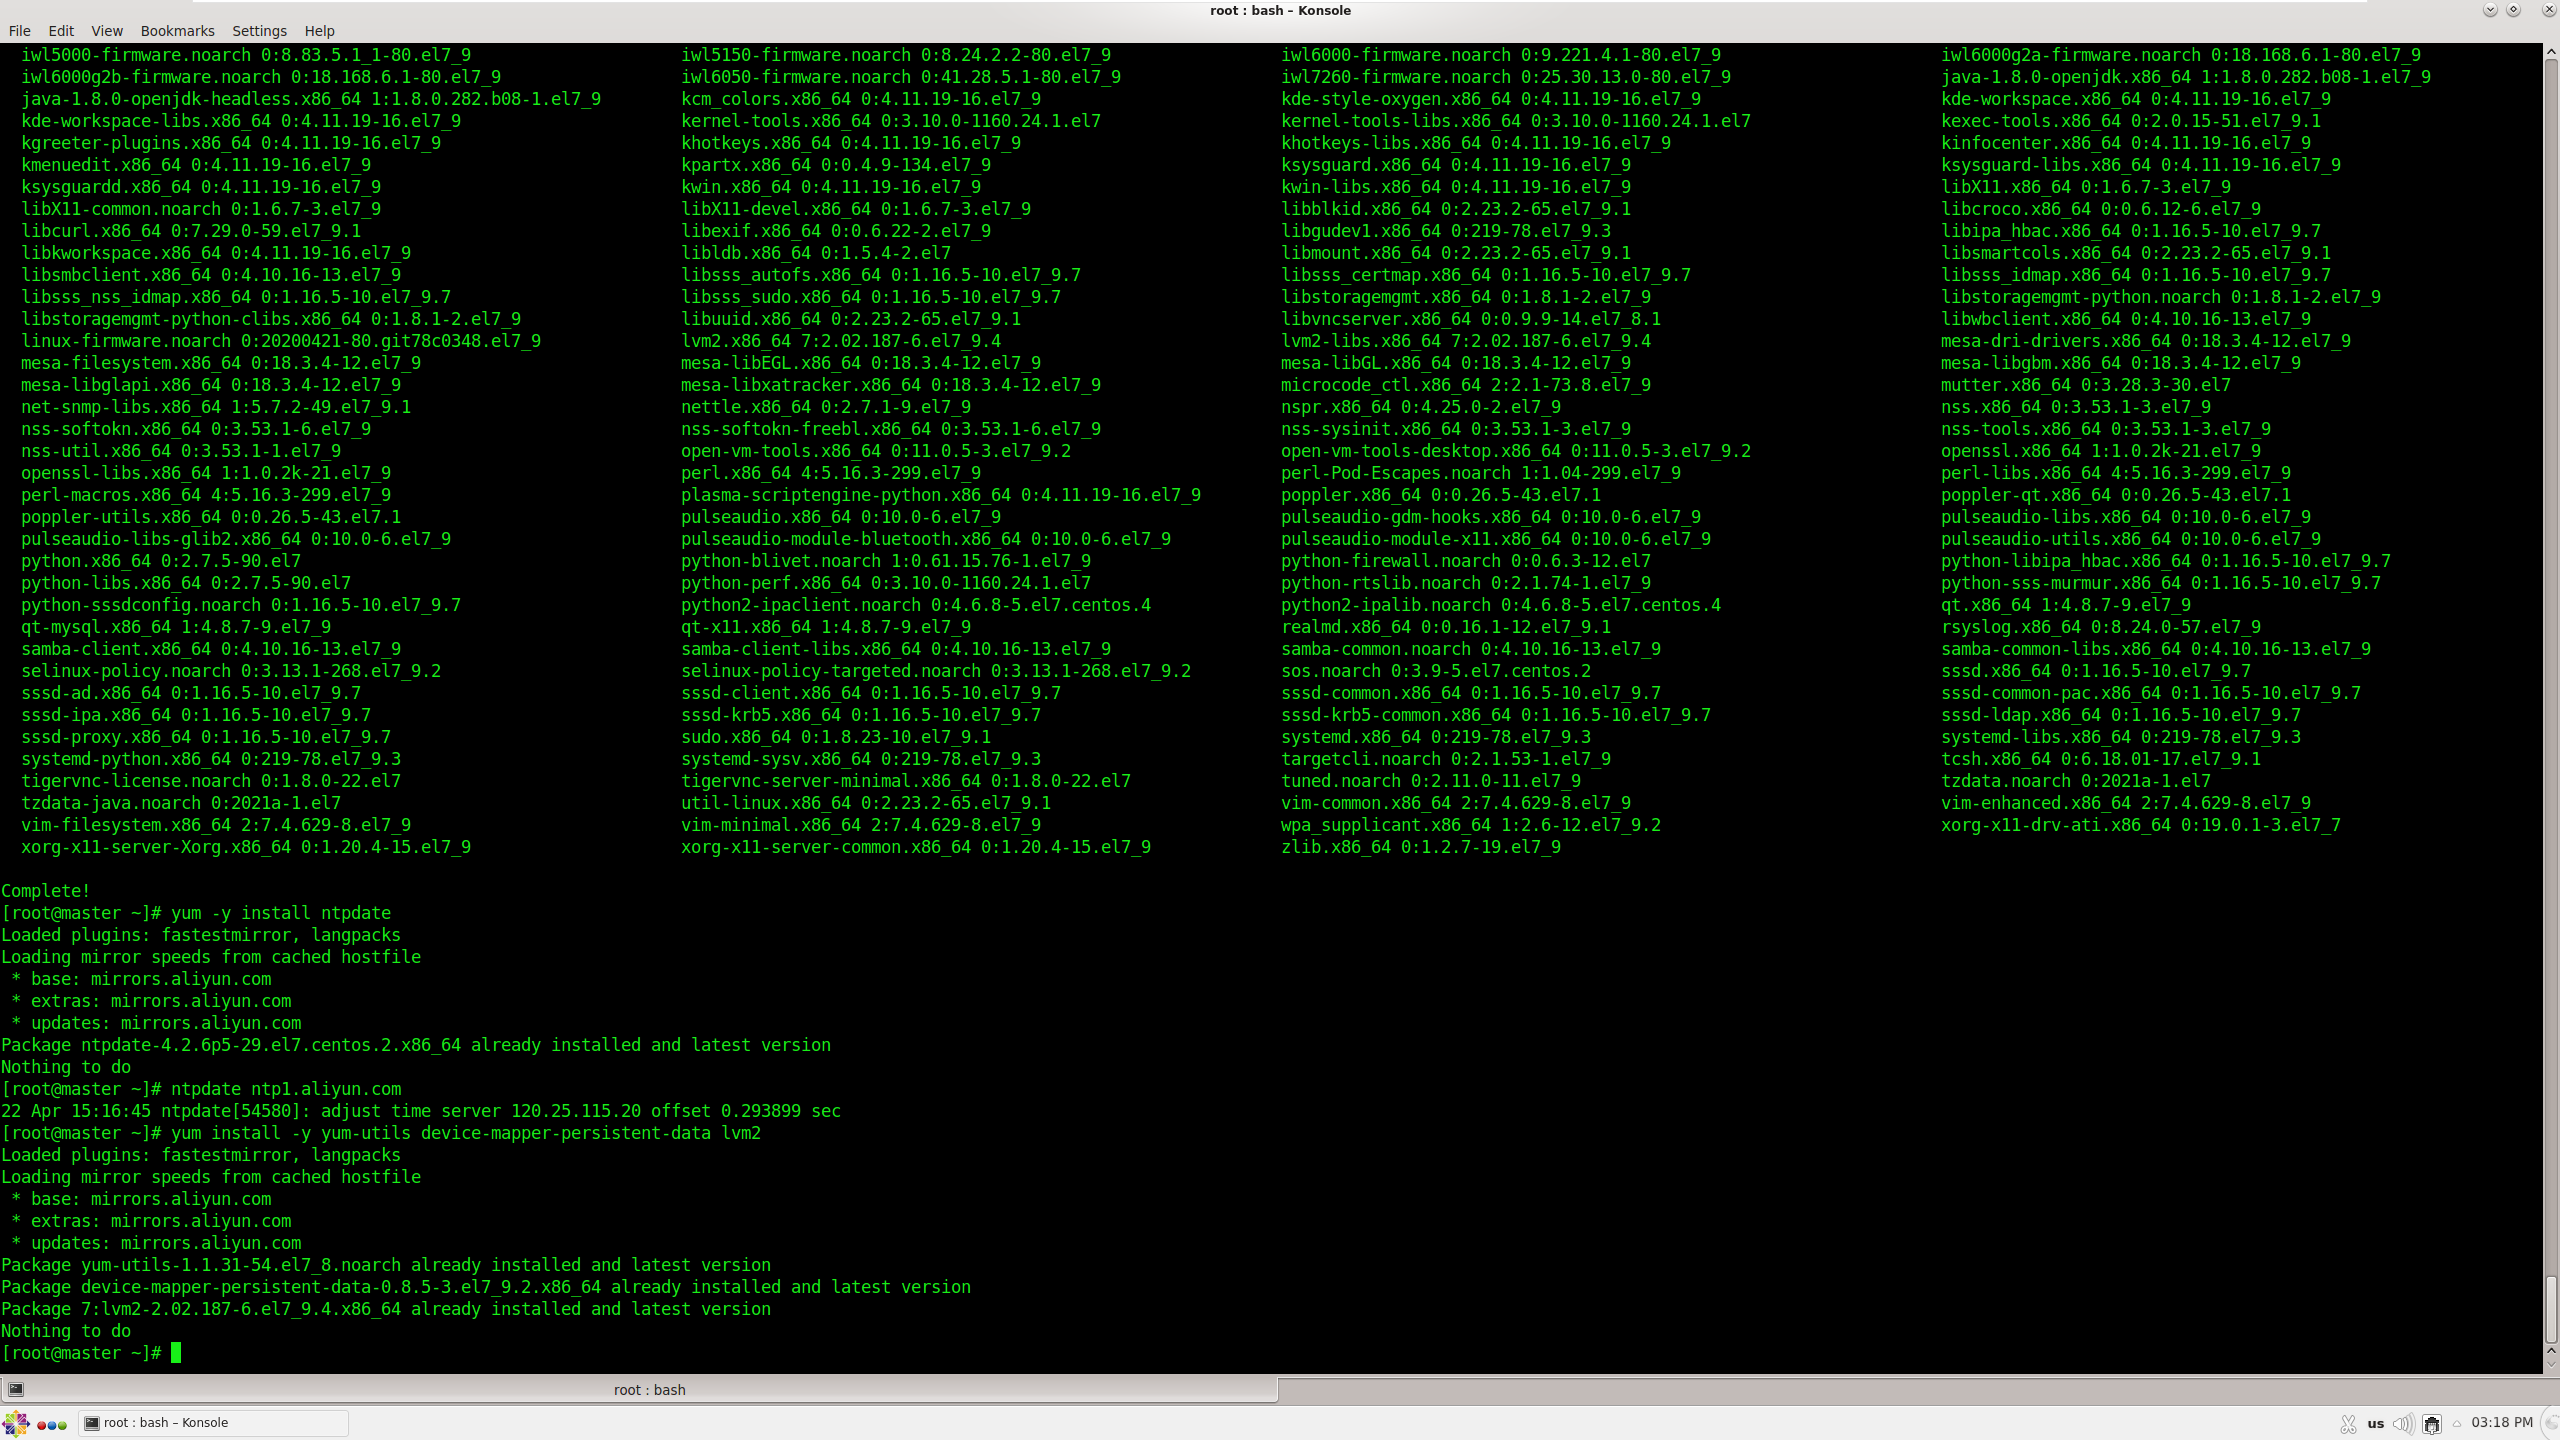 root : bash – Konsole
File Edit View Bookmarks Settings Help
iwl5000-firmware.noarch 0:8.83.5.1_1-80.el7_9 iwl5150-firmware.noarch 0:8.24.2.2-80.el7_9 iwl6000-firmware.noarch 0:9.221.4.1-80.el7_9 iwl6000g2a-firmware.noarch 0:18.168.6.1-80.el7_9
iwl6000g2b-firmware.noarch 0:18.168.6.1-80.el7_9 iwl6050-firmware.noarch 0:41.28.5.1-80.el7_9 iwl7260-firmware.noarch 0:25.30.13.0-80.el7_9 java-1.8.0-openjdk.x86_64 1:1.8.0.282.b08-1.el7_9
java-1.8.0-openjdk-headless.x86_64 1:1.8.0.282.b08-1.el7_9 kcm_colors.x86_64 0:4.11.19-16.el7_9 kde-style-oxygen.x86_64 0:4.11.19-16.el7_9 kde-workspace.x86_64 0:4.11.19-16.el7_9
kde-workspace-libs.x86_64 0:4.11.19-16.el7_9 kernel-tools.x86_64 0:3.10.0-1160.24.1.el7 kernel-tools-libs.x86_64 0:3.10.0-1160.24.1.el7 kexec-tools.x86_64 0:2.0.15-51.el7_9.1
kgreeter-plugins.x86_64 0:4.11.19-16.el7_9 khotkeys.x86_64 0:4.11.19-16.el7_9 khotkeys-libs.x86_64 0:4.11.19-16.el7_9 kinfocenter.x86_64 0:4.11.19-16.el7_9
kmenuedit.x86_64 0:4.11.19-16.el7_9 kpartx.x86_64 0:0.4.9-134.el7_9 ksysguard.x86_64 0:4.11.19-16.el7_9 ksysguard-libs.x86_64 0:4.11.19-16.el7_9
ksysguardd.x86_64 0:4.11.19-16.el7_9 kwin.x86_64 0:4.11.19-16.el7_9 kwin-libs.x86_64 0:4.11.19-16.el7_9 libX11.x86_64 0:1.6.7-3.el7_9
libX11-common.noarch 0:1.6.7-3.el7_9 libX11-devel.x86_64 0:1.6.7-3.el7_9 libblkid.x86_64 0:2.23.2-65.el7_9.1 libcroco.x86_64 0:0.6.12-6.el7_9
libcurl.x86_64 0:7.29.0-59.el7_9.1 libexif.x86_64 0:0.6.22-2.el7_9 libgudev1.x86_64 0:219-78.el7_9.3 libipa_hbac.x86_64 0:1.16.5-10.el7_9.7
libkworkspace.x86_64 0:4.11.19-16.el7_9 libldb.x86_64 0:1.5.4-2.el7 libmount.x86_64 0:2.23.2-65.el7_9.1 libsmartcols.x86_64 0:2.23.2-65.el7_9.1
libsmbclient.x86_64 0:4.10.16-13.el7_9 libsss_autofs.x86_64 0:1.16.5-10.el7_9.7 libsss_certmap.x86_64 0:1.16.5-10.el7_9.7 libsss_idmap.x86_64 0:1.16.5-10.el7_9.7
libsss_nss_idmap.x86_64 0:1.16.5-10.el7_9.7 libsss_sudo.x86_64 0:1.16.5-10.el7_9.7 libstoragemgmt.x86_64 0:1.8.1-2.el7_9 libstoragemgmt-python.noarch 0:1.8.1-2.el7_9
libstoragemgmt-python-clibs.x86_64 0:1.8.1-2.el7_9 libuuid.x86_64 0:2.23.2-65.el7_9.1 libvncserver.x86_64 0:0.9.9-14.el7_8.1 libwbclient.x86_64 0:4.10.16-13.el7_9
linux-firmware.noarch 0:20200421-80.git78c0348.el7_9 lvm2.x86_64 7:2.02.187-6.el7_9.4 lvm2-libs.x86_64 7:2.02.187-6.el7_9.4 mesa-dri-drivers.x86_64 0:18.3.4-12.el7_9
mesa-filesystem.x86_64 0:18.3.4-12.el7_9 mesa-libEGL.x86_64 0:18.3.4-12.el7_9 mesa-libGL.x86_64 0:18.3.4-12.el7_9 mesa-libgbm.x86_64 0:18.3.4-12.el7_9
mesa-libglapi.x86_64 0:18.3.4-12.el7_9 mesa-libxatracker.x86_64 0:18.3.4-12.el7_9 microcode_ctl.x86_64 2:2.1-73.8.el7_9 mutter.x86_64 0:3.28.3-30.el7
net-snmp-libs.x86_64 1:5.7.2-49.el7_9.1 nettle.x86_64 0:2.7.1-9.el7_9 nspr.x86_64 0:4.25.0-2.el7_9 nss.x86_64 0:3.53.1-3.el7_9
nss-softokn.x86_64 0:3.53.1-6.el7_9 nss-softokn-freebl.x86_64 0:3.53.1-6.el7_9 nss-sysinit.x86_64 0:3.53.1-3.el7_9 nss-tools.x86_64 0:3.53.1-3.el7_9
nss-util.x86_64 0:3.53.1-1.el7_9 open-vm-tools.x86_64 0:11.0.5-3.el7_9.2 open-vm-tools-desktop.x86_64 0:11.0.5-3.el7_9.2 openssl.x86_64 1:1.0.2k-21.el7_9
openssl-libs.x86_64 1:1.0.2k-21.el7_9 perl.x86_64 4:5.16.3-299.el7_9 perl-Pod-Escapes.noarch 1:1.04-299.el7_9 perl-libs.x86_64 4:5.16.3-299.el7_9
perl-macros.x86_64 4:5.16.3-299.el7_9 plasma-scriptengine-python.x86_64 0:4.11.19-16.el7_9 poppler.x86_64 0:0.26.5-43.el7.1 poppler-qt.x86_64 0:0.26.5-43.el7.1
poppler-utils.x86_64 0:0.26.5-43.el7.1 pulseaudio.x86_64 0:10.0-6.el7_9 pulseaudio-gdm-hooks.x86_64 0:10.0-6.el7_9 pulseaudio-libs.x86_64 0:10.0-6.el7_9
pulseaudio-libs-glib2.x86_64 0:10.0-6.el7_9 pulseaudio-module-bluetooth.x86_64 0:10.0-6.el7_9 pulseaudio-module-x11.x86_64 0:10.0-6.el7_9 pulseaudio-utils.x86_64 0:10.0-6.el7_9
python.x86_64 0:2.7.5-90.el7 python-blivet.noarch 1:0.61.15.76-1.el7_9 python-firewall.noarch 0:0.6.3-12.el7 python-libipa_hbac.x86_64 0:1.16.5-10.el7_9.7
python-libs.x86_64 0:2.7.5-90.el7 python-perf.x86_64 0:3.10.0-1160.24.1.el7 python-rtslib.noarch 0:2.1.74-1.el7_9 python-sss-murmur.x86_64 0:1.16.5-10.el7_9.7
python-sssdconfig.noarch 0:1.16.5-10.el7_9.7 python2-ipaclient.noarch 0:4.6.8-5.el7.centos.4 python2-ipalib.noarch 0:4.6.8-5.el7.centos.4 qt.x86_64 1:4.8.7-9.el7_9
qt-mysql.x86_64 1:4.8.7-9.el7_9 qt-x11.x86_64 1:4.8.7-9.el7_9 realmd.x86_64 0:0.16.1-12.el7_9.1 rsyslog.x86_64 0:8.24.0-57.el7_9
samba-client.x86_64 0:4.10.16-13.el7_9 samba-client-libs.x86_64 0:4.10.16-13.el7_9 samba-common.noarch 0:4.10.16-13.el7_9 samba-common-libs.x86_64 0:4.10.16-13.el7_9
selinux-policy.noarch 0:3.13.1-268.el7_9.2 selinux-policy-targeted.noarch 0:3.13.1-268.el7_9.2 sos.noarch 0:3.9-5.el7.centos.2 sssd.x86_64 0:1.16.5-10.el7_9.7
sssd-ad.x86_64 0:1.16.5-10.el7_9.7 sssd-client.x86_64 0:1.16.5-10.el7_9.7 sssd-common.x86_64 0:1.16.5-10.el7_9.7 sssd-common-pac.x86_64 0:1.16.5-10.el7_9.7
sssd-ipa.x86_64 0:1.16.5-10.el7_9.7 sssd-krb5.x86_64 0:1.16.5-10.el7_9.7 sssd-krb5-common.x86_64 0:1.16.5-10.el7_9.7 sssd-ldap.x86_64 0:1.16.5-10.el7_9.7
sssd-proxy.x86_64 0:1.16.5-10.el7_9.7 sudo.x86_64 0:1.8.23-10.el7_9.1 systemd.x86_64 0:219-78.el7_9.3 systemd-libs.x86_64 0:219-78.el7_9.3
systemd-python.x86_64 0:219-78.el7_9.3 systemd-sysv.x86_64 0:219-78.el7_9.3 targetcli.noarch 0:2.1.53-1.el7_9 tcsh.x86_64 0:6.18.01-17.el7_9.1
tigervnc-license.noarch 0:1.8.0-22.el7 tigervnc-server-minimal.x86_64 0:1.8.0-22.el7 tuned.noarch 0:2.11.0-11.el7_9 tzdata.noarch 0:2021a-1.el7
tzdata-java.noarch 0:2021a-1.el7 util-linux.x86_64 0:2.23.2-65.el7_9.1 vim-common.x86_64 2:7.4.629-8.el7_9 vim-enhanced.x86_64 2:7.4.629-8.el7_9
vim-filesystem.x86_64 2:7.4.629-8.el7_9 vim-minimal.x86_64 2:7.4.629-8.el7_9 wpa_supplicant.x86_64 1:2.6-12.el7_9.2 xorg-x11-drv-ati.x86_64 0:19.0.1-3.el7_7
xorg-x11-server-Xorg.x86_64 0:1.20.4-15.el7_9 xorg-x11-server-common.x86_64 0:1.20.4-15.el7_9 zlib.x86_64 0:1.2.7-19.el7_9
Complete!
[root@master ~]# yum -y install ntpdate
Loaded plugins: fastestmirror, langpacks
Loading mirror speeds from cached hostfile
* base: mirrors.aliyun.com
* extras: mirrors.aliyun.com
* updates: mirrors.aliyun.com
Package ntpdate-4.2.6p5-29.el7.centos.2.x86_64 already installed and latest version
Nothing to do
[root@master ~]# ntpdate ntp1.aliyun.com
22 Apr 15:16:45 ntpdate[54580]: adjust time server 120.25.115.20 offset 0.293899 sec
[root@master ~]# yum install -y yum-utils device-mapper-persistent-data lvm2
Loaded plugins: fastestmirror, langpacks
Loading mirror speeds from cached hostfile
* base: mirrors.aliyun.com
* extras: mirrors.aliyun.com
* updates: mirrors.aliyun.com
Package yum-utils-1.1.31-54.el7_8.noarch already installed and latest version
Package device-mapper-persistent-data-0.8.5-3.el7_9.2.x86_64 already installed and latest version
Package 7:lvm2-2.02.187-6.el7_9.4.x86_64 already installed and latest version
Nothing to do
[root@master ~]#
root : bash
root : bash – Konsole us 03:18 PM